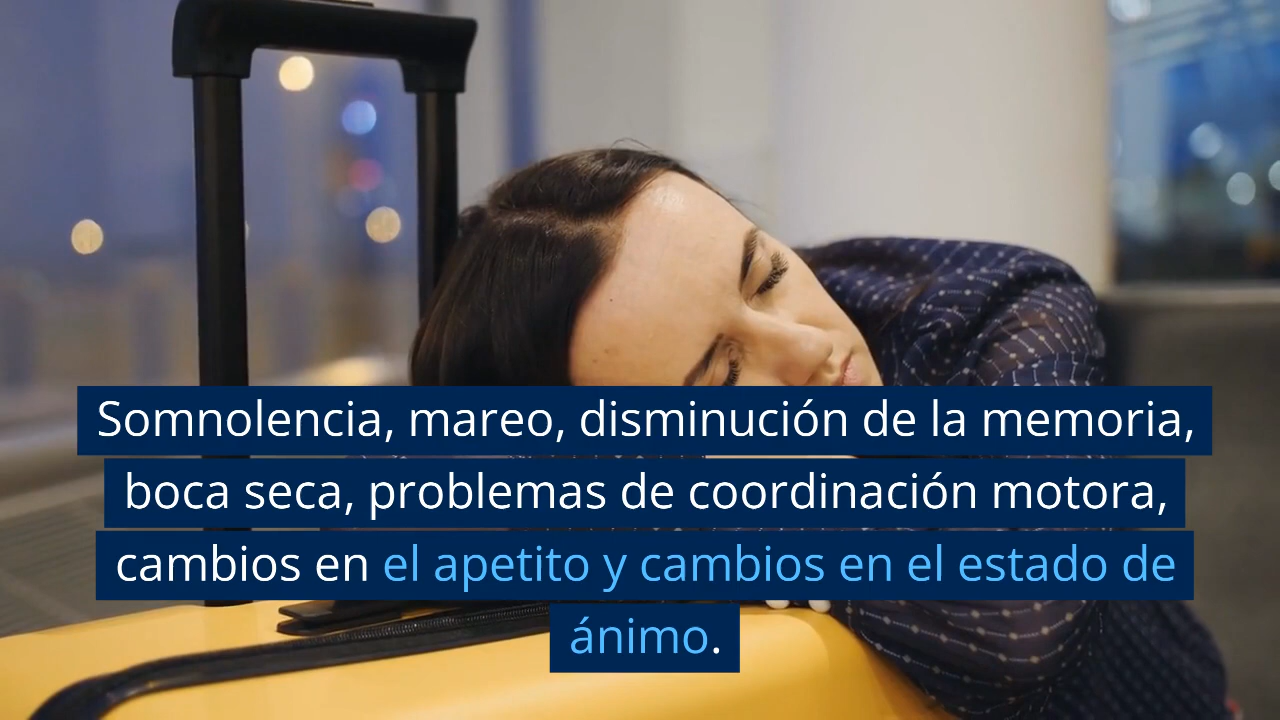 Somnolencia, mareo, disminución de la memoria,
boca seca, problemas de coordinación motora,
cambios en el apetito y cambios en el estado de
ánimo.